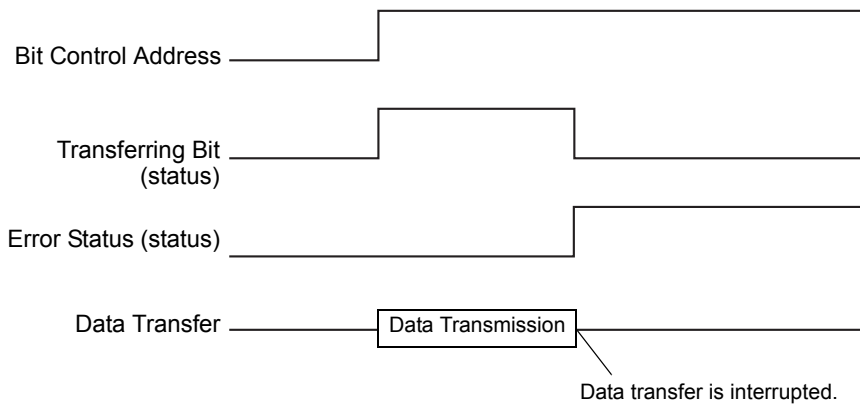 Bit Control Address
Transferring Bit
(status)
Error Status (status)
Data Transfer
Data Transmission
Data transfer is interrupted.